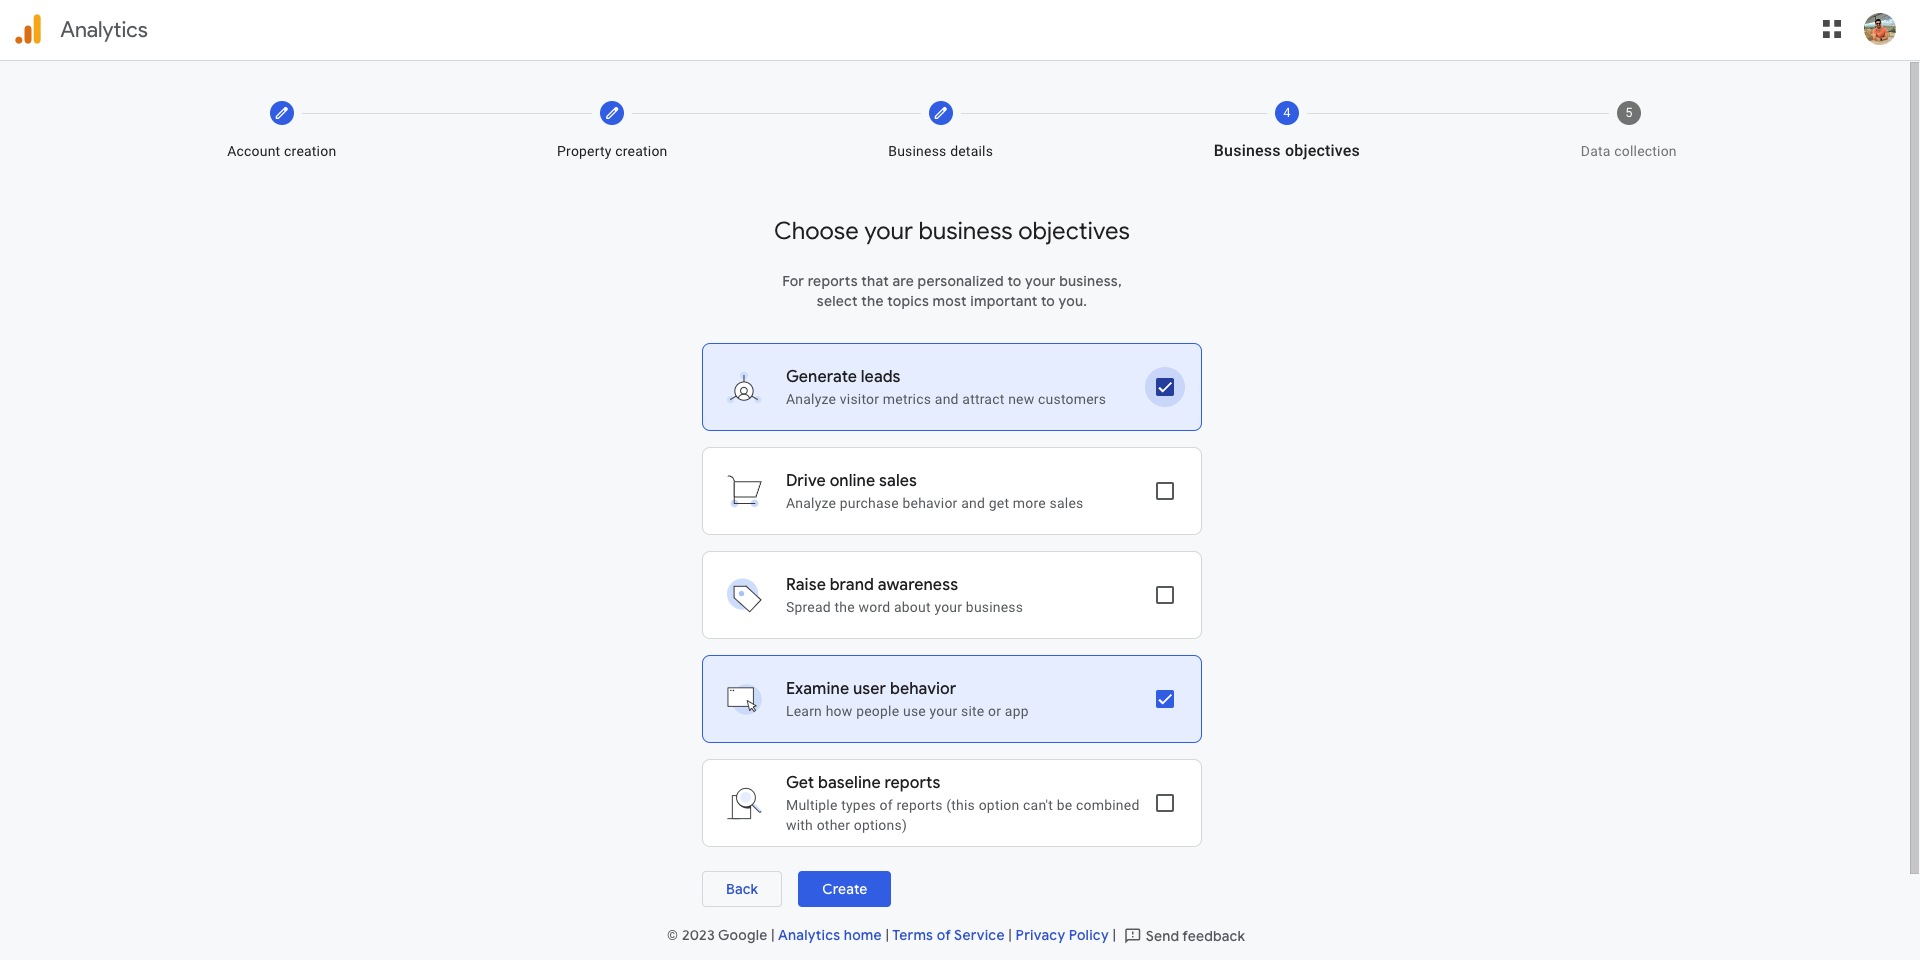 Analytics
4
5
Account creation
Property creation
Business details
Business objectives
Data collection
Choose your business objectives
For reports that are personalized to your business,
select the topics most important to you.
Generate leads
Analyze visitor metrics and attract new customers
Drive online sales
Analyze purchase behavior and get more sales
Raise brand awareness
Spread the word about your business
Examine user behavior
Learn how people use your site or app
Get baseline reports
Multiple types of reports (this option can't be combined
with other options)
Back
Create
© 2023 Google | Analytics home | Terms of Service | Privacy Policy | Send feedback